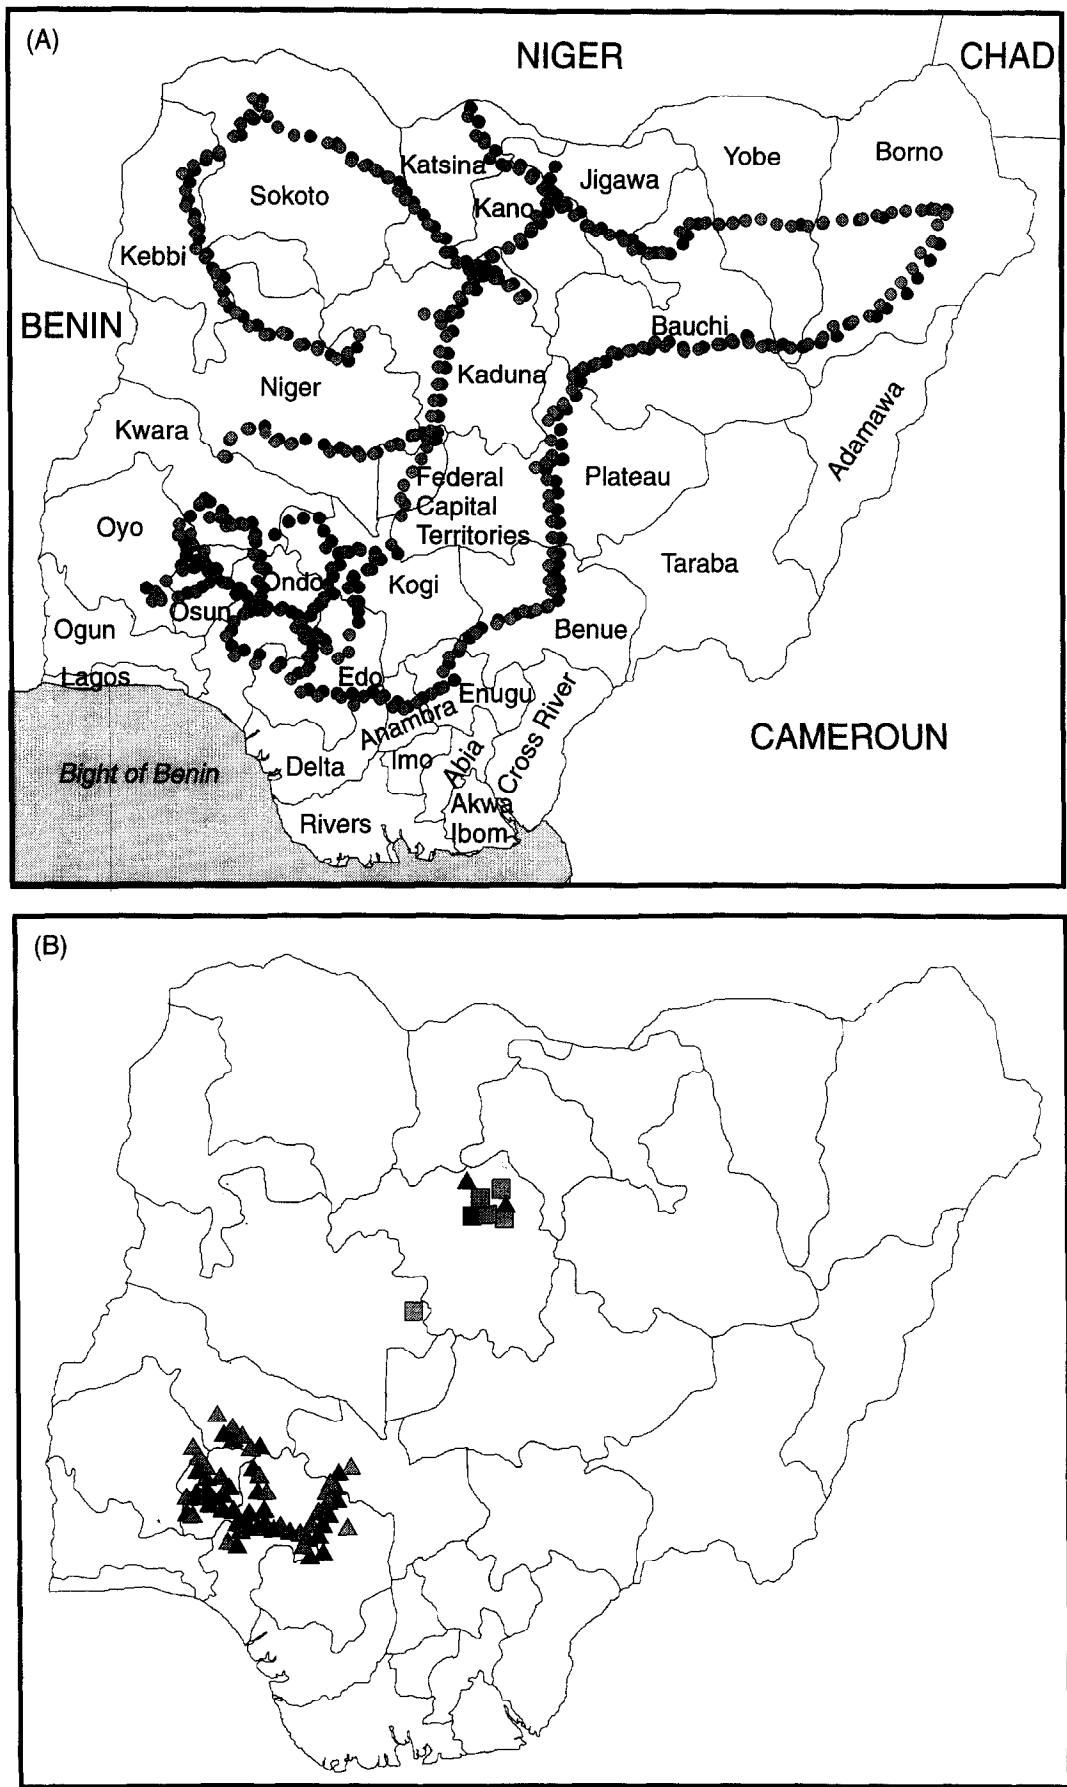 (A)
NIGER
CHAD
Katsina
Yobe
Borno
Sokoto
Jigawa
Kano
Kebbi
BENIN
Bauchi
Niger
Kaduna
Kwara
Adamawa
Federal
Capital
Territories
Plateau
Oyo
Taraba
Ondo
Kogi
Osun
Ogun
Benue
Lagos
Edo
Enugu
Anambra
Cross River
CAMEROUN
Bight of Benin
Delta
Imo
Abia
Rivers
Akwa
Ibom
(B)